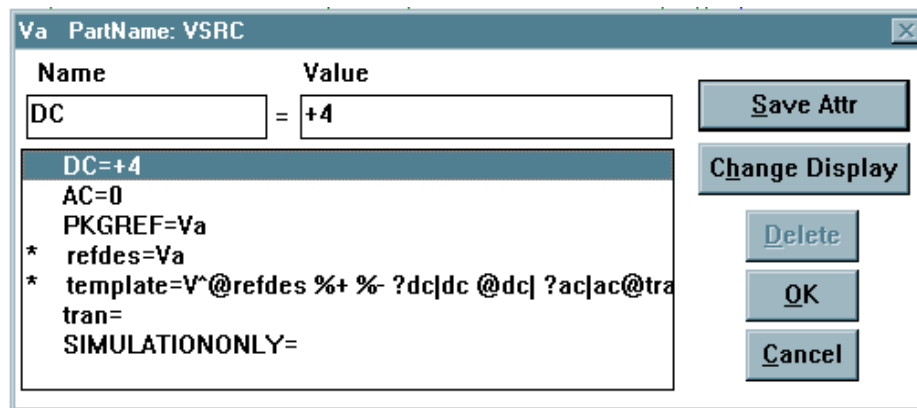 Va PartName: VSRC
Name Value
DC = +4
Save Attr
DC=+4
Change Display
AC=0
PKGREF=Va
* refdes=Va
Delete
* template=V^@refdes %+ %- ?dc|dc @dc| ?ac|ac@tra
OK
tran=
SIMULATIONONLY=
Cancel